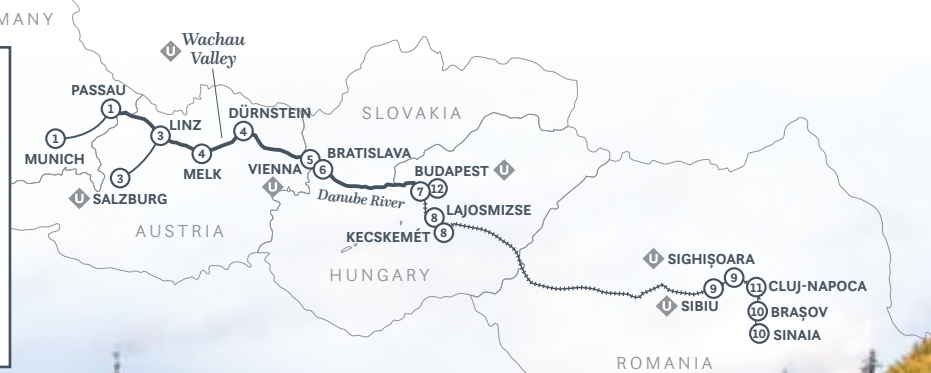 MANY
U
Wachau
Valley
PASSAU
1
LINZ
3
DÜRNSTEIN
4
SLOVAKIA
1
MUNICH
4
MELK
VIENNA
U
5
BRATISLAVA
6
3
U
SALZBURG
BUDAPEST
U
7
12
Danube River
AUSTRIA
8
LAJOSMIZSE
KECSKEMÉT
8
HUNGARY
U
SIGHIȘOARA
9
9
11
CLUJ-NAPOCA
U
SIBIU
10
BRAȘOV
10
SINAIA
ROMANIA